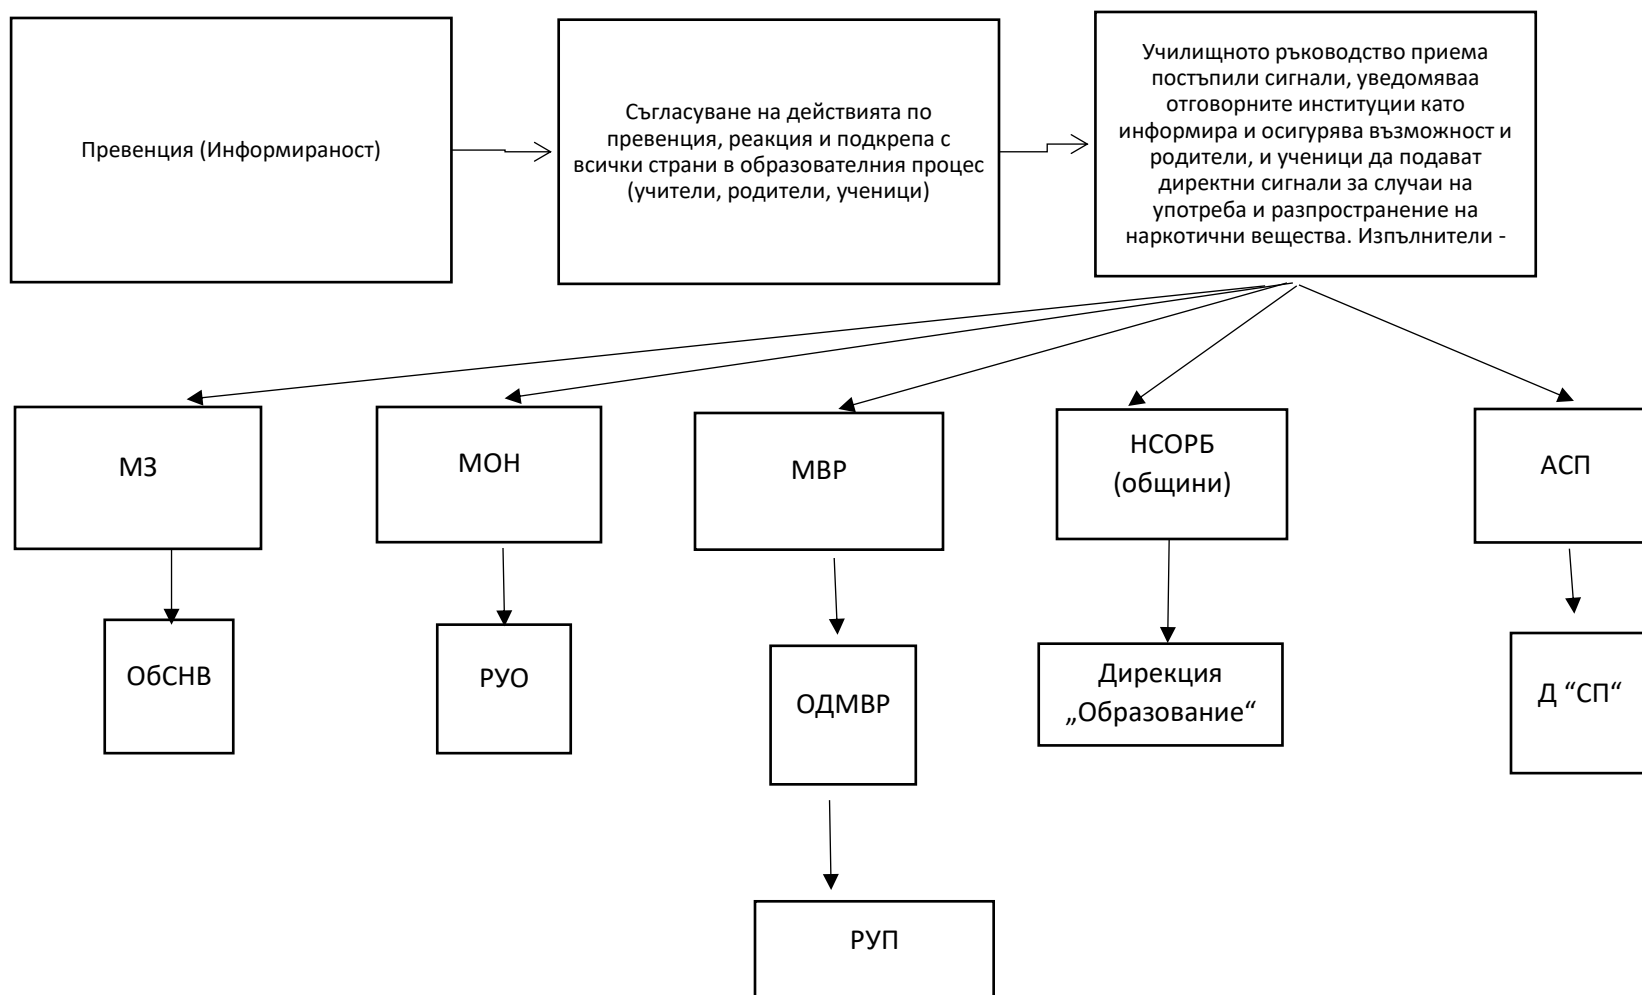 Превенция (Информираност)
Съгласуване на действията по
превенция, реакция и подкрепа с
всички страни в образователния процес
(учители, родители, ученици)
Училищното ръководство приема
постъпили сигнали, уведомяваа
отговорните институции като
информира и осигурява възможност и
родители, и ученици да подават
директни сигнали за случаи на
употреба и разпространение на
наркотични вещества. Изпълнители -
МЗ
МОН
МВР
НСОРБ
(общини)
АСП
ОбСНВ
РУО
ОДМВР
Дирекция
„Образование“
Д “СП“
РУП